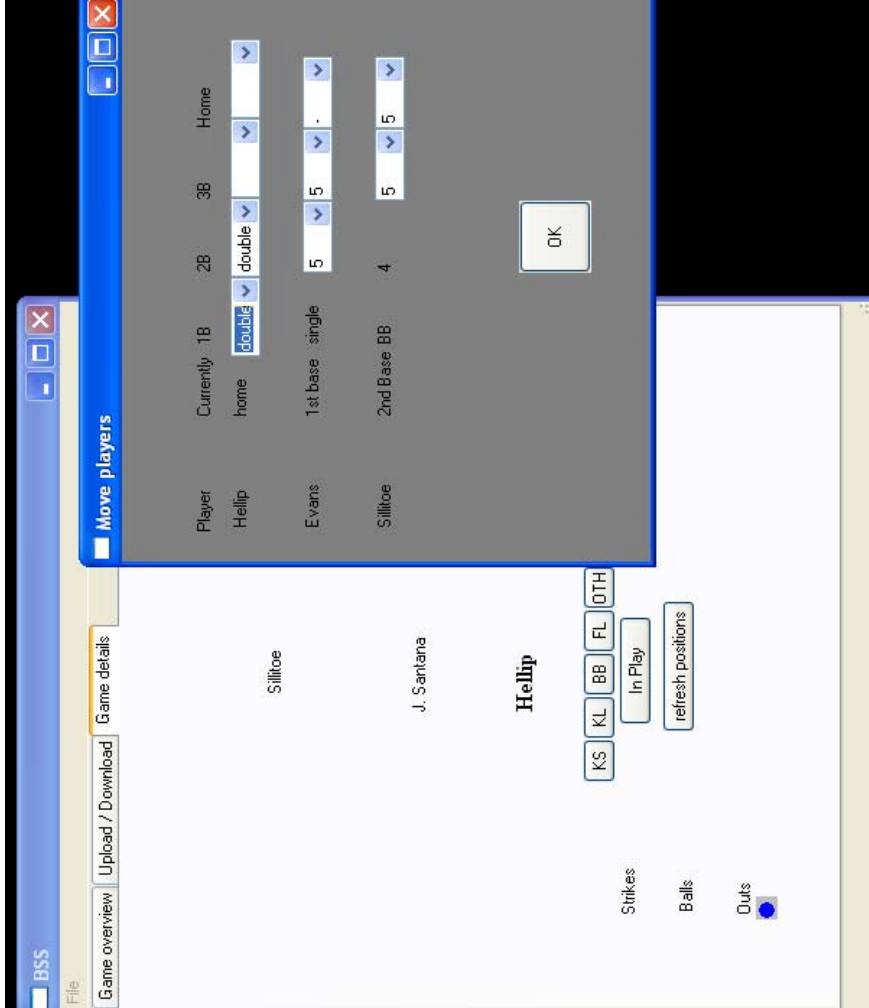 BSS
File
Game overview Upload / Download Game details
Sillitoe
J. Santana
Hellip
KS KL BB FL OTH
Strikes In Play
Balls refresh positions
Outs
Move players
Player Currently 1B 2B 3B Home
Hellip home double double
Evans 1st base single 5 5 -
Sillitoe 2nd Base BB 4 5 5
OK